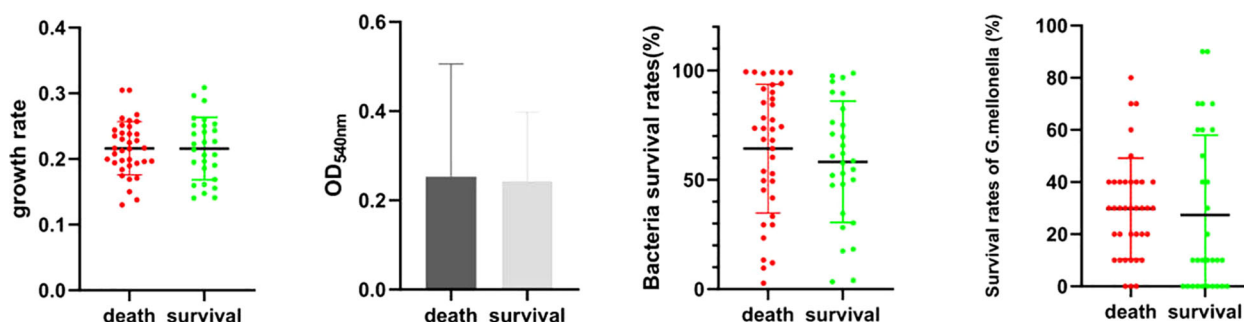 growth rate
0.4
0.3
0.2
0.1
0.0
death survival
OD540nm
0.6
0.4
0.2
0.0
death survival
Bacteria survival rates(%)
100
50
0
death survival
Survival rates of G.mellonella (%)
100
80
60
40
20
0
death survival